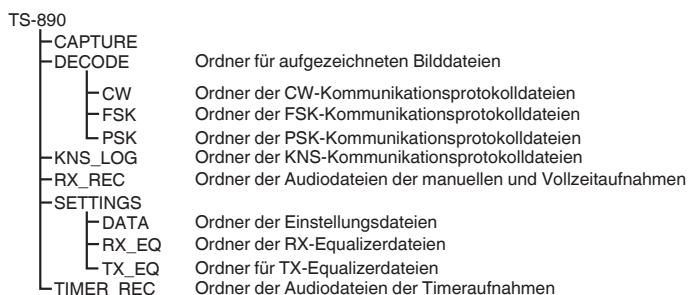 TS-890
CAPTURE
DECODE Ordner für aufgezeichneten Bilddateien
CW Ordner der CW-Kommunikationsprotokolldateien
FSK Ordner der FSK-Kommunikationsprotokolldateien
PSK Ordner der PSK-Kommunikationsprotokolldateien
KNS_LOG Ordner der KNS-Kommunikationsprotokolldateien
RX_REC Ordner der Audiodateien der manuellen und Vollzeitaufnahmen
SETTINGS
DATA Ordner der Einstellungsdateien
RX_EQ Ordner der RX-Equalizerdateien
TX_EQ Ordner für TX-Equalizerdateien
TIMER_REC Ordner der Audiodateien der Timeraufnahmen